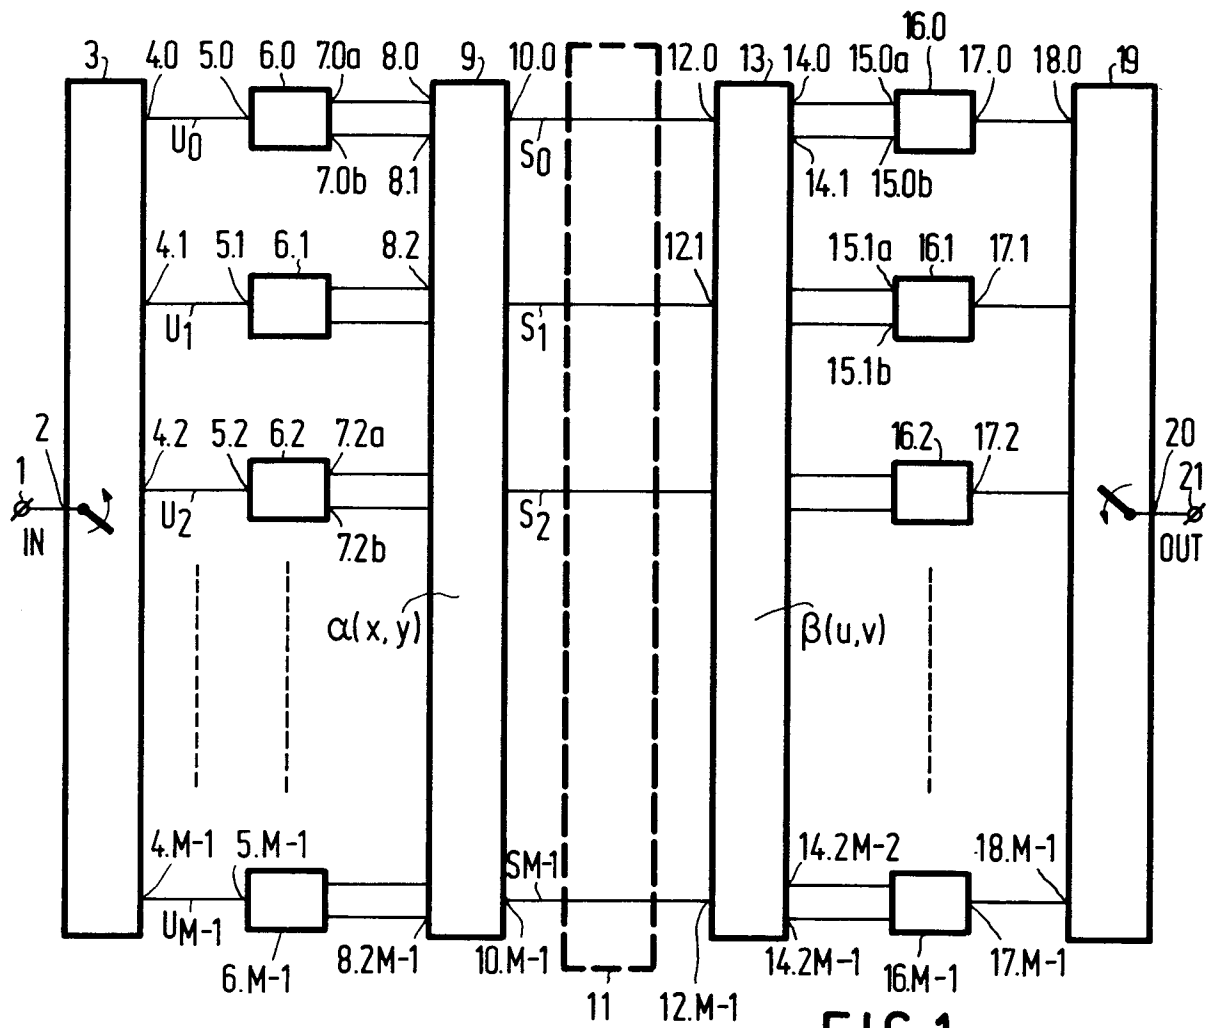 16.0
3 4.0 5.0 6.0 7.0a 8.0 9 10.0 12.0 13 14.0 15.0a 17.0 18.0 19
U0 S0
7.0b 8.1 14.1 15.0b
4.1 5.1 6.1 8.2 12.1 15.1a 16.1 17.1
U1 S1
15.1b
4.2 5.2 6.2 7.2a 16.2 17.2
1 2 20 21
U2 S2
IN 7.2b OUT
α(x,y) β(u,v)
4.M-1 5.M-1 SM-1 14.2M-2 18.M-1
UM-1
6.M-1 8.2M-1 10.M-1 11 12.M-1 14.2M-1 16.M-1 17.M-1